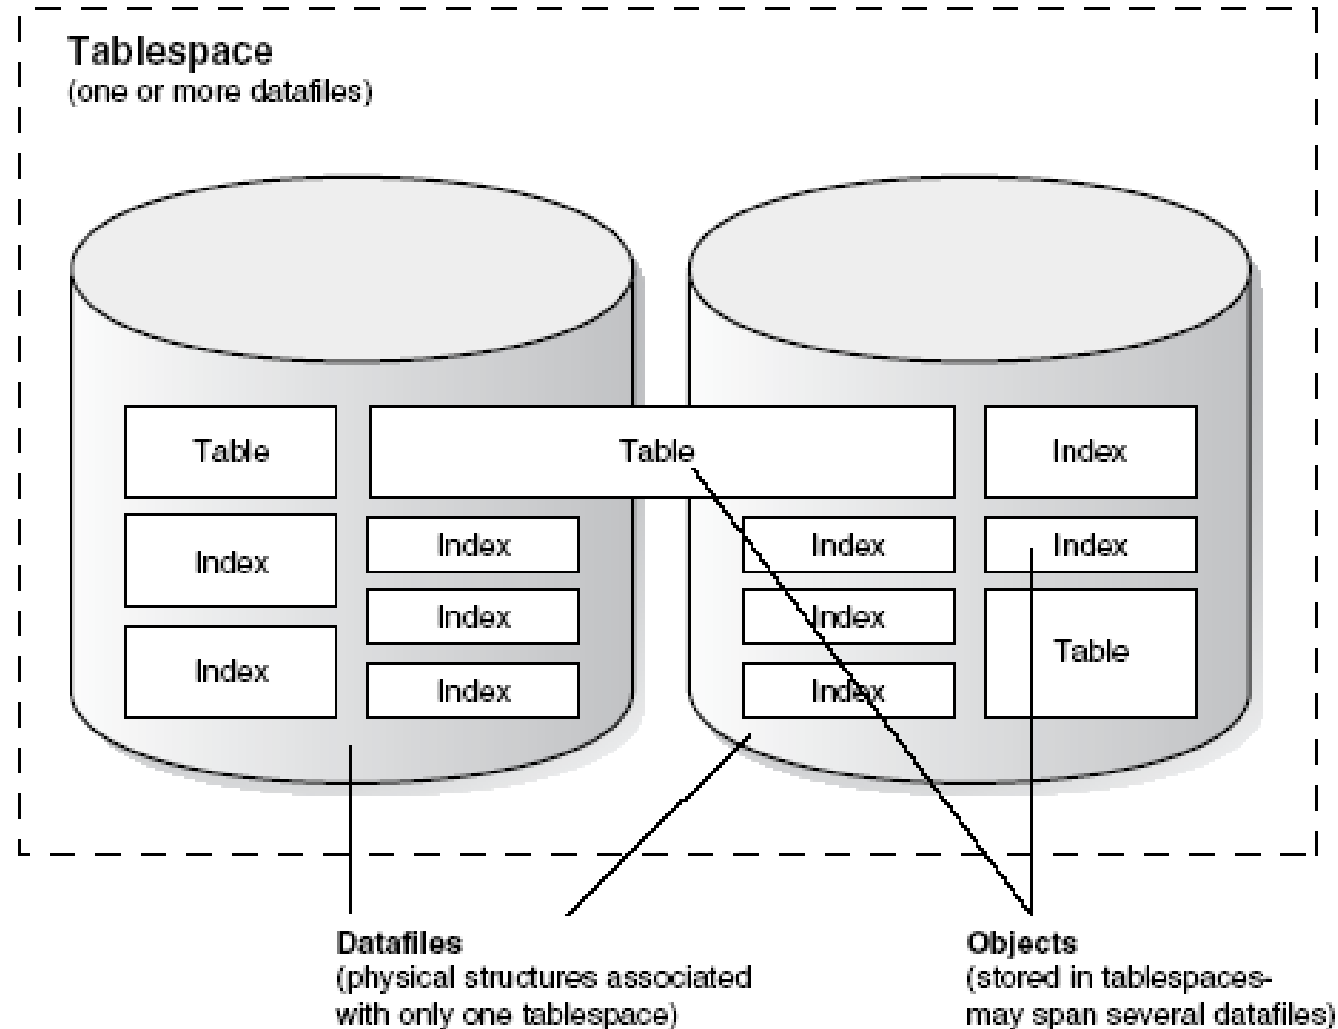 Tablespace
(one or more datafiles)
Table
Table
Index
Index
Index
Index
Index
Index
Index
Index
Table
Index
Index
Index
Datafiles
(physical structures associated
with only one tablespace)
Objects
(stored in tablespaces-
may span several datafiles)